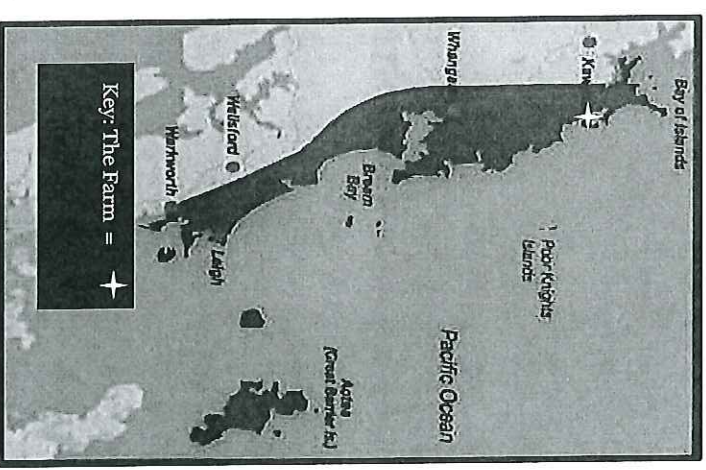 Bay of Islands
Poor Knights
Islands
Pacific Ocean
Bream
Bay
Aotea
(Great Barrier Is.)
Leigh
Wellsford
Warkworth
Key: The Farm =